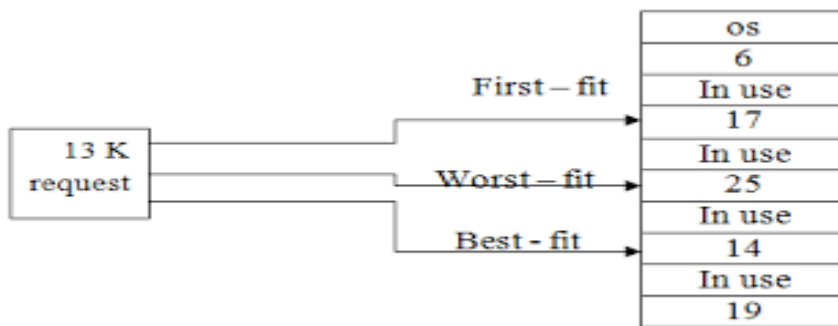 13 K
request
First – fit
Worst – fit
Best - fit
os
6
In use
17
In use
25
In use
14
In use
19